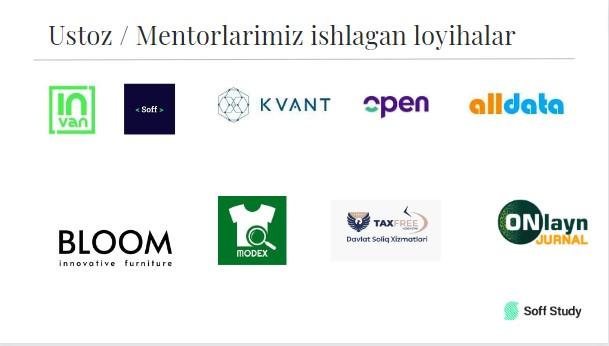 Ustoz / Mentorlarimiz ishlagan loyihalar
in
van
< Soff >
KVANT
open
alldata
BLOOM
innovative furniture
MODEX
TAXFREE
Davlat Soliq Xizmatlari
ONlayn
JURNAL
Soff Study